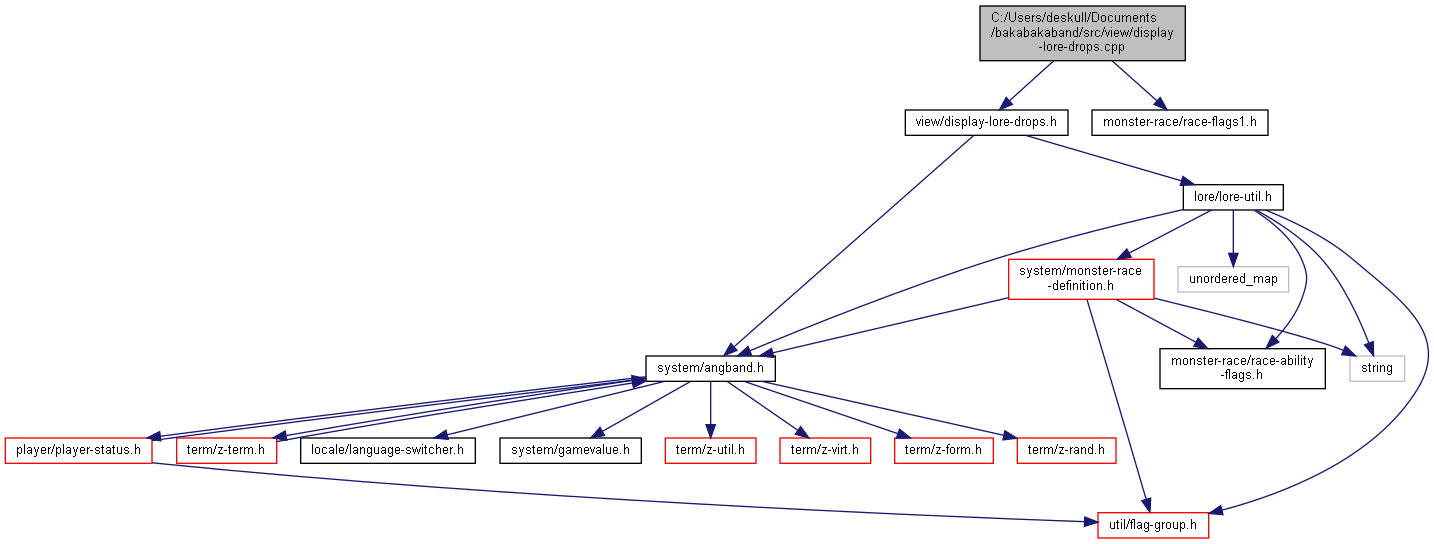 C:/Users/deskull/Documents
/bakabakaband/src/view/display
-lore-drops.cpp
view/display-lore-drops.h
monster-race/race-flags1.h
lore/lore-util.h
system/monster-race
-definition.h
unordered_map
system/angband.h
monster-race/race-ability
-flags.h
string
player/player-status.h
term/z-term.h
locale/language-switcher.h
system/gamevalue.h
term/z-util.h
term/z-virt.h
term/z-form.h
term/z-rand.h
util/flag-group.h